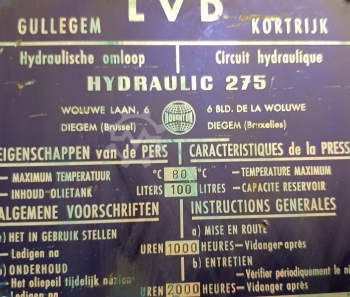 LVD
GULLEGEM KORTRIJK
Hydraulische omloop Circuit hydraulique
HYDRAULIC 275
WOLUWE LAAN, 6 6 BLD. DE LA WOLUWE
DIEGEM (Brussel) DIEGEM (Bruxelles)
EIGENSCHAPPEN van de PERS CARACTERISTIQUES de la PRESS
— MAXIMUM TEMPERATUUR °C 80 °C — TEMPERATURE MAXIMUM
— INHOUD OLIETANK LITERS 100 LITRES — CAPACITE RESERVOIR
ALGEMENE VOORSCHRIFTEN INSTRUCTIONS GENERALES
) HET IN GEBRUIK STELLEN a) MISE EN ROUTE
— Ledigen na UREN 1000 HEURES — Vidanger après
) ONDERHOUD b) ENTRETIEN
— Het oliepeil tijdelijk nazien — Vérifier périodiquement le ni
— Ledigen na UREN 2000 HEURES — Vidanger après